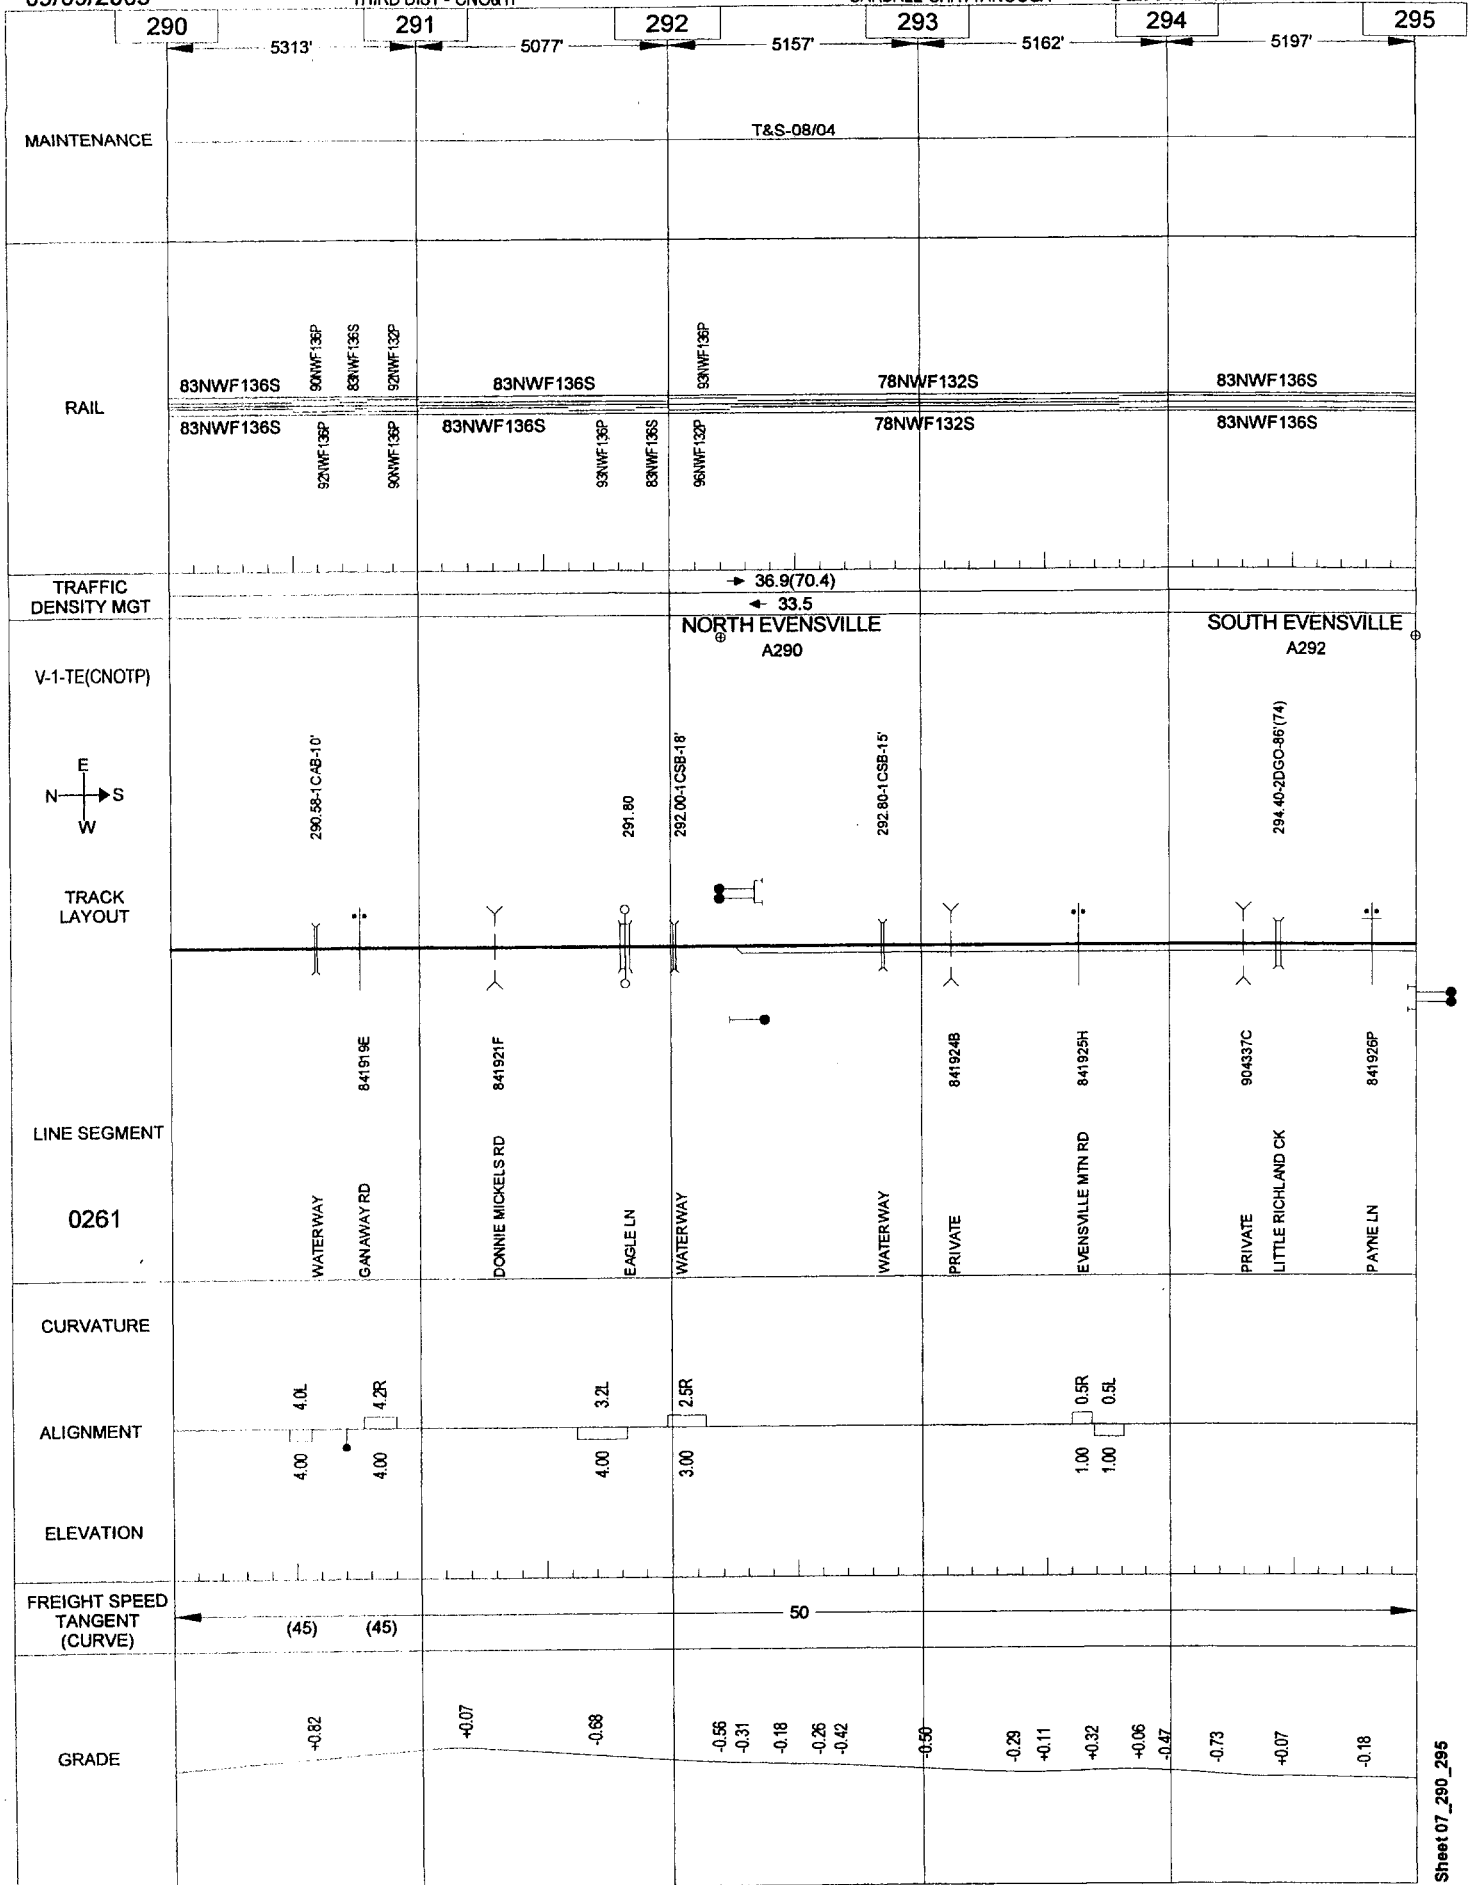 290 291 292 293 294 295
5313' 5077' 5157' 5162' 5197'
MAINTENANCE
T&S-08/04
RAIL
90NWF136P 83NWF136S 92NWF132P 93NWF136P
83NWF136S 83NWF136S 78NWF132S 83NWF136S
83NWF136S 83NWF136S 78NWF132S 83NWF136S
92NWF136P 90NWF136P 93NWF136P 83NWF136S 96NWF132P
TRAFFIC
DENSITY MGT
36.9(70.4)
33.5
NORTH EVENSVILLE
A290
SOUTH EVENSVILLE
A292
V-1-TE(CNOTP)
E
N S
W
290.58-1CAB-10'
291.80
292.00-1CSB-18'
292.80-1CSB-15'
294.40-2DGO-86'(74)
TRACK
LAYOUT
841919E
841921F
841924B
841925H
904337C
841926P
LINE SEGMENT
0261
WATERWAY
GANAWAY RD
DONNIE MICKELS RD
EAGLE LN
WATERWAY
WATERWAY
PRIVATE
EVENSVILLE MTN RD
PRIVATE
LITTLE RICHLAND CK
PAYNE LN
CURVATURE
4.0L 4.2R 3.2L 2.5R 0.5R 0.5L
ALIGNMENT
4.00 4.00 4.00 3.00 1.00 1.00
ELEVATION
FREIGHT SPEED
TANGENT
(CURVE)
50
(45) (45)
GRADE
+0.82 +0.07 -0.68 -0.56 -0.31 -0.18 -0.26 -0.42 -0.50 -0.29 +0.11 +0.32 +0.06 -0.47 -0.73 +0.07 -0.18
Sheet 07_290_295